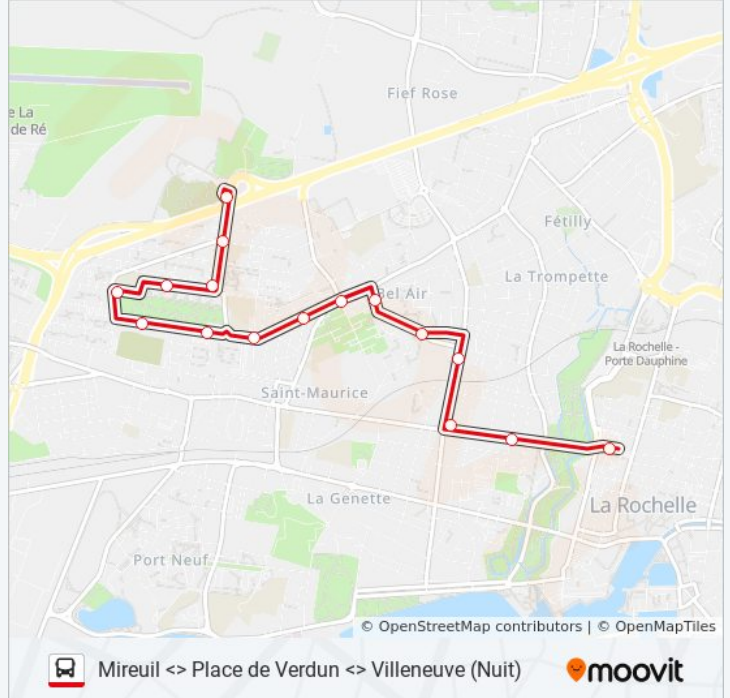 Fief Rose
e La
de Ré
Fétilly
La Trompette
Bel Air
La Rochelle -
Porte Dauphine
Saint-Maurice
La Genette
La Rochelle
Port Neuf
© OpenStreetMap contributors | © OpenMapTiles
Mireuil <> Place de Verdun <> Villeneuve (Nuit)
moovit